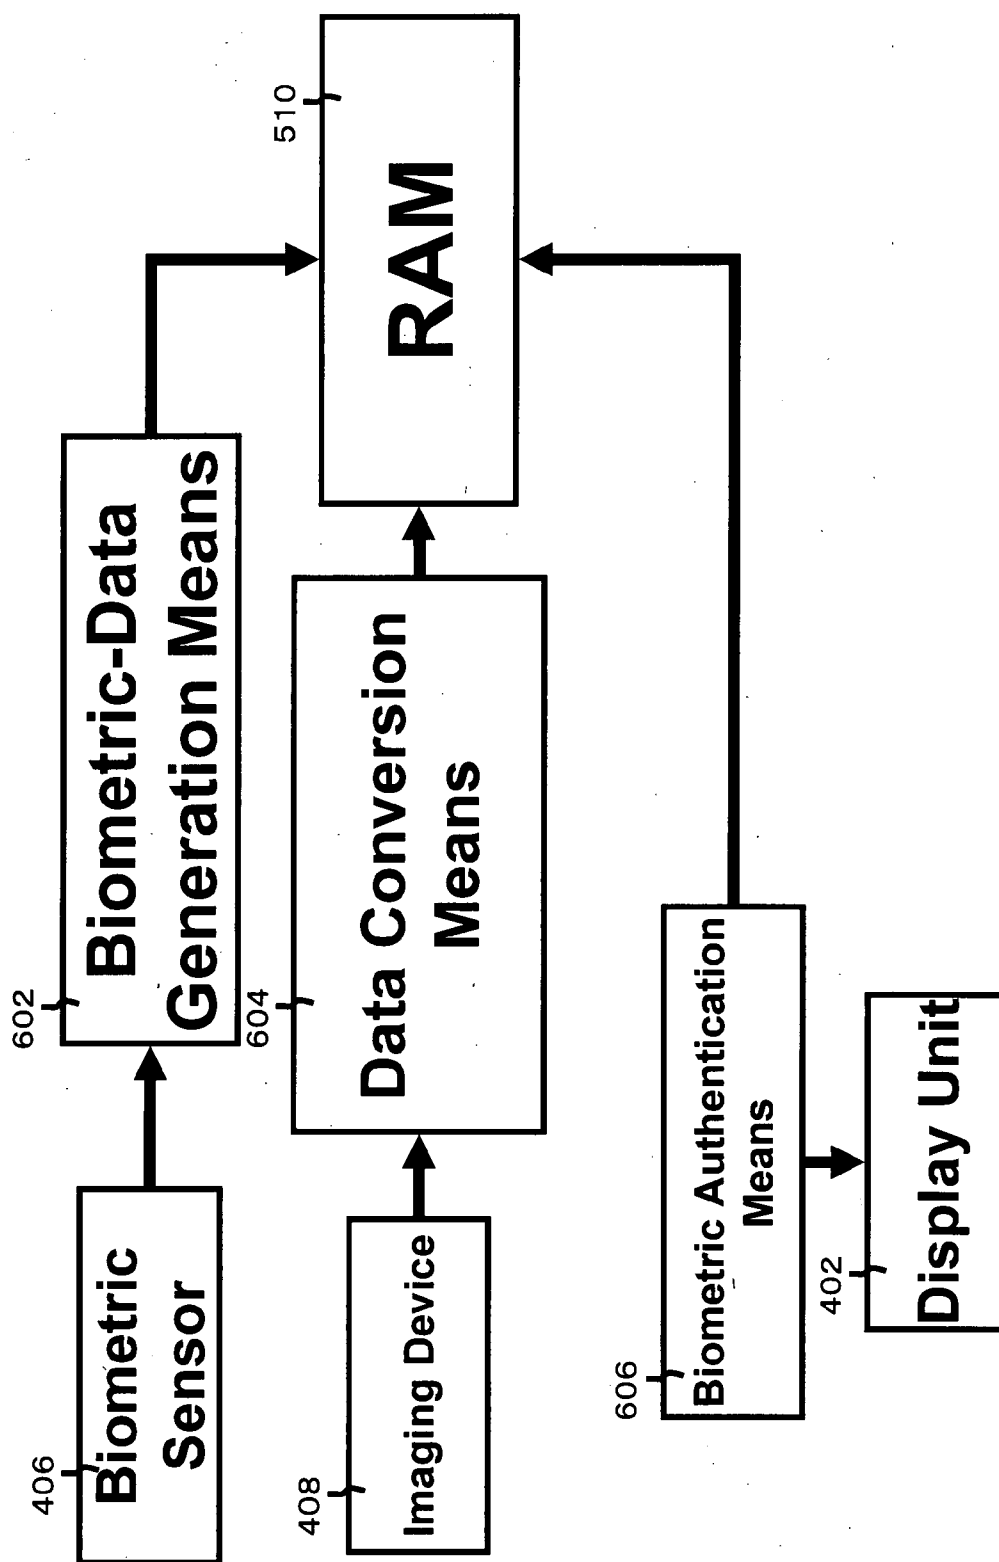 406
Biometric
Sensor
602
Biometric-Data
Generation Means
408
Imaging Device
604
Data Conversion
Means
510
RAM
606
Biometric Authentication
Means
402
Display Unit